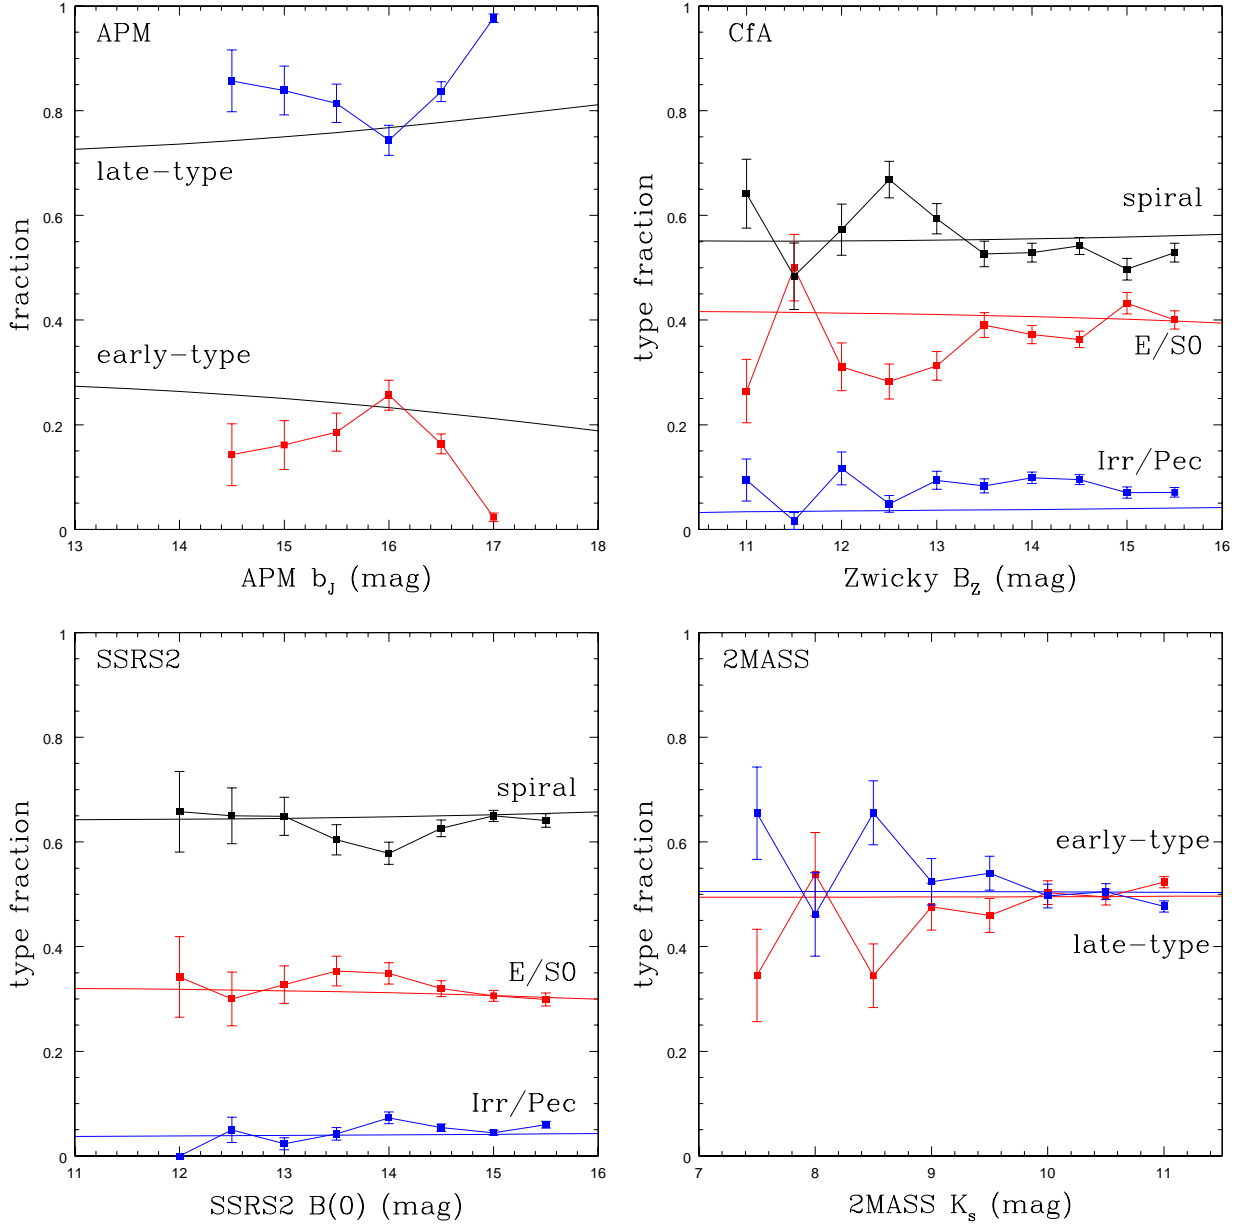 APM
1
0.8
0.6
0.4
0.2
0
fraction
late-type
early-type
13 14 15 16 17 18
APM b_J (mag)
CfA
1
0.8
0.6
0.4
0.2
0
type fraction
spiral
E/S0
Irr/Pec
11 12 13 14 15 16
Zwicky B_Z (mag)
SSRS2
1
0.8
0.6
0.4
0.2
0
type fraction
spiral
E/S0
Irr/Pec
11 12 13 14 15 16
SSRS2 B(0) (mag)
2MASS
1
0.8
0.6
0.4
0.2
0
type fraction
early-type
late-type
7 8 9 10 11
2MASS K_s (mag)